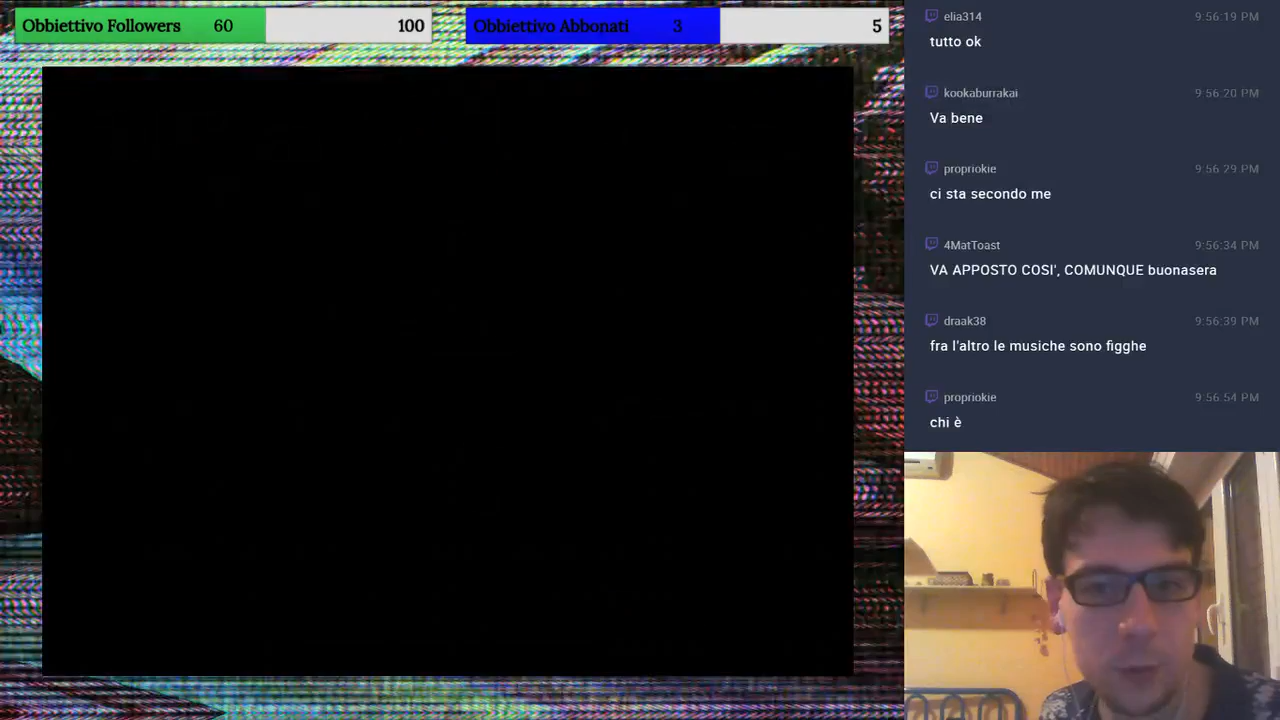 Obbiettivo Followers 60 100
Obbiettivo Abbonati 3 5
elia314 9:56:19 PM
tutto ok
kookaburrakai 9:56:20 PM
Va bene
propriokie 9:56:29 PM
ci sta secondo me
4MatToast 9:56:34 PM
VA APPOSTO COSI', COMUNQUE buonasera
draak38 9:56:39 PM
fra l'altro le musiche sono figghe
propriokie 9:56:54 PM
chi è